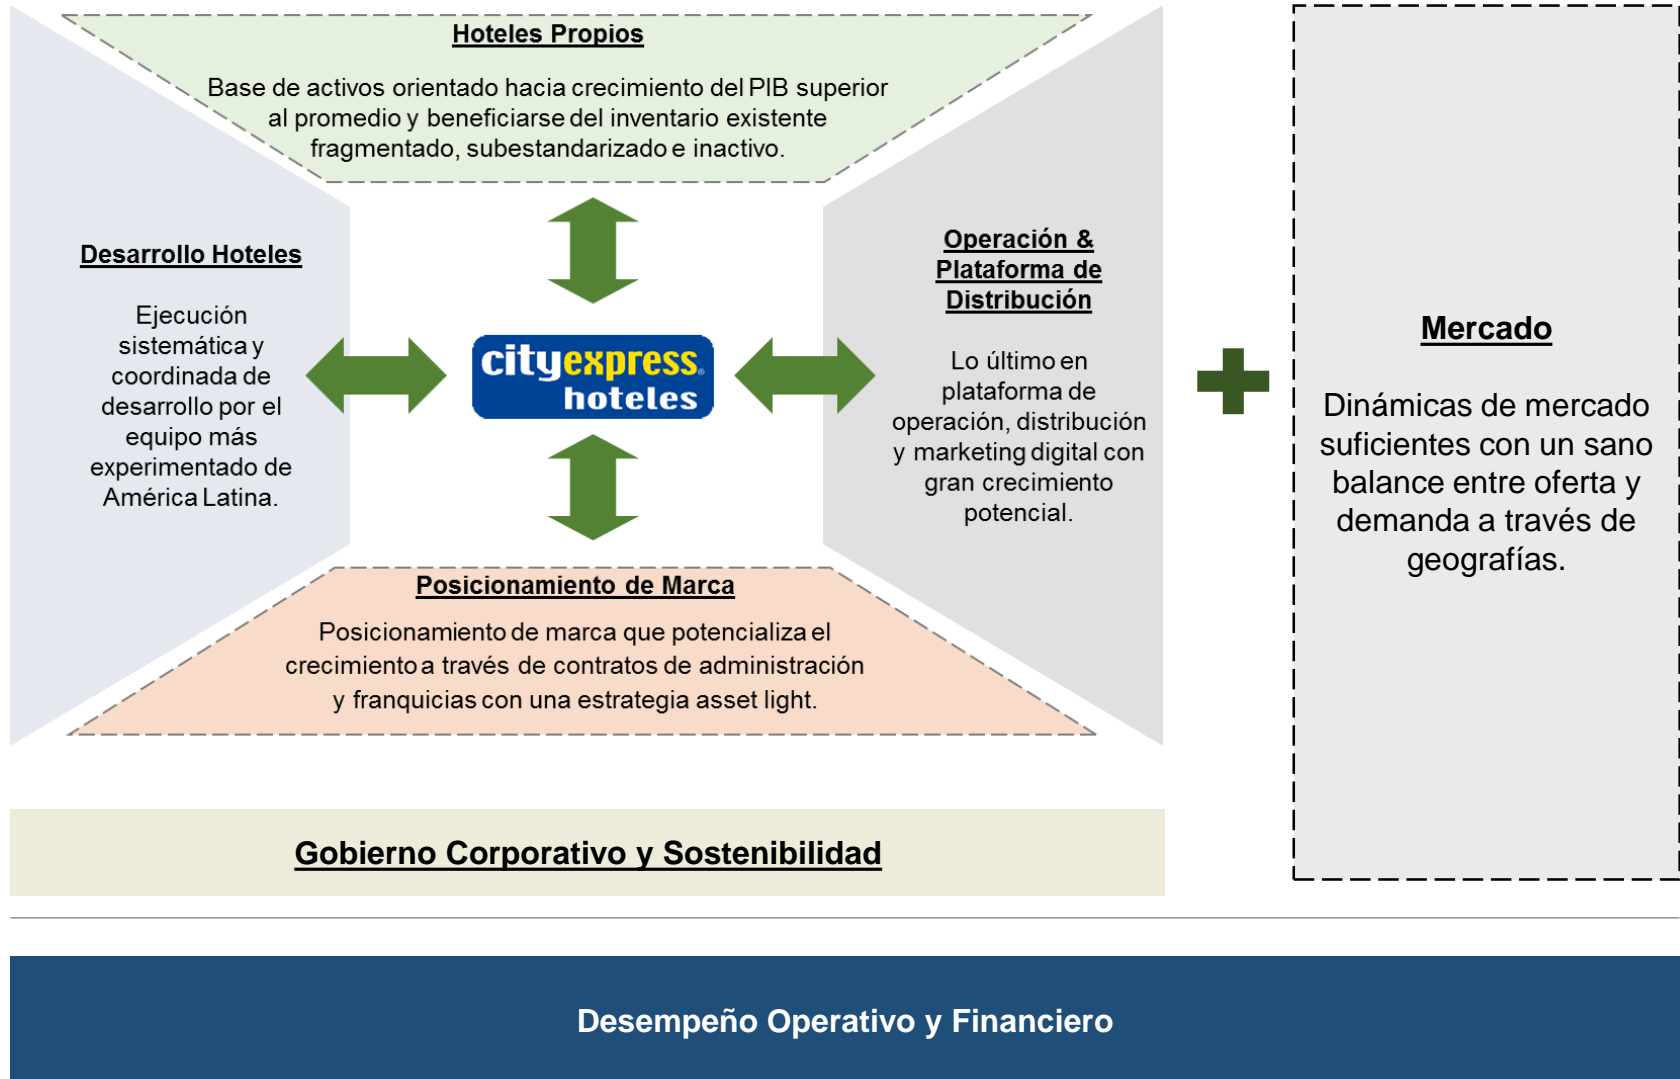 Hoteles Propios
Base de activos orientado hacia crecimiento del PIB superior
al promedio y beneficiarse del inventario existente
fragmentado, subestandarizado e inactivo.
Desarrollo Hoteles
Ejecución
sistemática y
coordinada de
desarrollo por el
equipo más
experimentado de
América Latina.
cityexpress®
hoteles
Operación &
Plataforma de
Distribución
Lo último en
plataforma de
operación, distribución
y marketing digital con
gran crecimiento
potencial.
Posicionamiento de Marca
Posicionamiento de marca que potencializa el
crecimiento a través de contratos de administración
y franquicias con una estrategia asset light.
Mercado
Dinámicas de mercado
suficientes con un sano
balance entre oferta y
demanda a través de
geografías.
Gobierno Corporativo y Sostenibilidad
Desempeño Operativo y Financiero